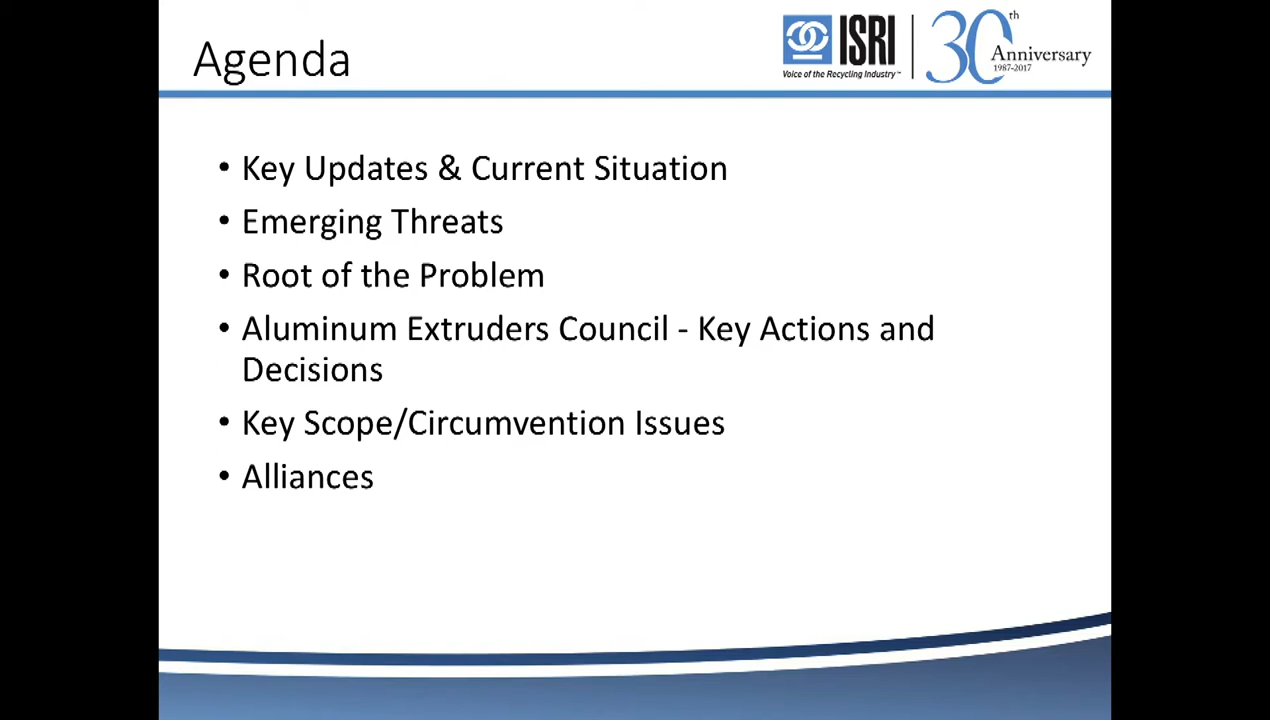 Agenda
ISRI
Voice of the Recycling Industry™
30th
Anniversary
1987-2017
• Key Updates & Current Situation
• Emerging Threats
• Root of the Problem
• Aluminum Extruders Council - Key Actions and
Decisions
• Key Scope/Circumvention Issues
• Alliances